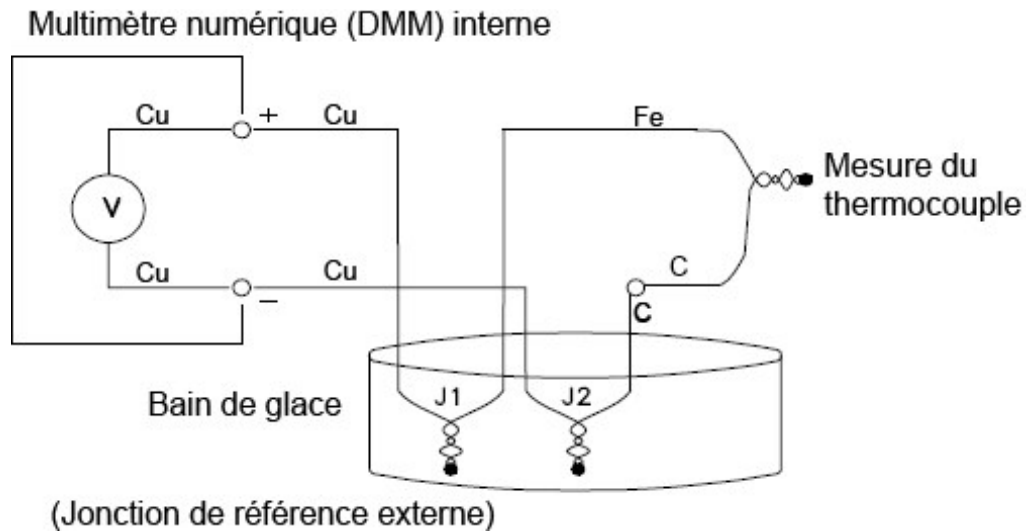 Multimètre numérique (DMM) interne
Cu + Cu Fe
V
Mesure du
thermocouple
Cu − Cu C
C
Bain de glace J1 J2
(Jonction de référence externe)